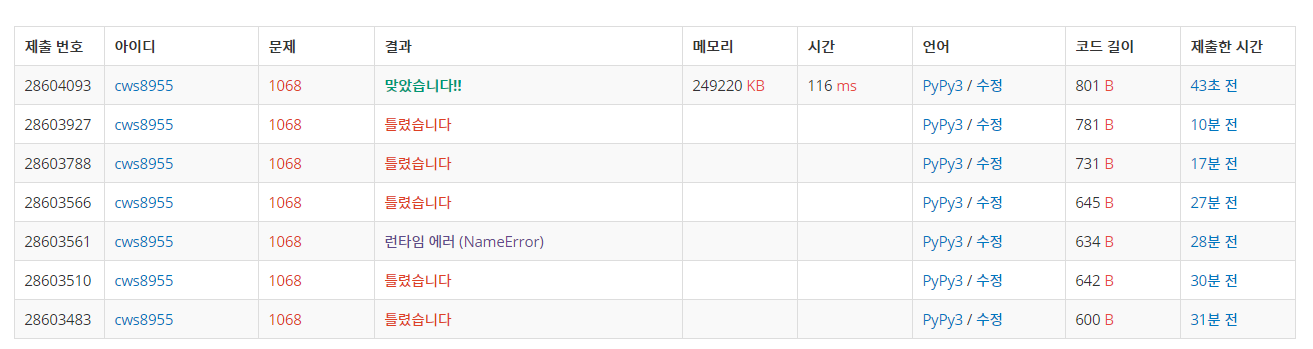 제출 번호 아이디 문제 결과 메모리 시간 언어 코드 길이 제출한 시간
28604093 cws8955 1068 맞았습니다!! 249220 KB 116 ms PyPy3 / 수정 801 B 43초 전
28603927 cws8955 1068 틀렸습니다 PyPy3 / 수정 781 B 10분 전
28603788 cws8955 1068 틀렸습니다 PyPy3 / 수정 731 B 17분 전
28603566 cws8955 1068 틀렸습니다 PyPy3 / 수정 645 B 27분 전
28603561 cws8955 1068 런타임 에러 (NameError) PyPy3 / 수정 634 B 28분 전
28603510 cws8955 1068 틀렸습니다 PyPy3 / 수정 642 B 30분 전
28603483 cws8955 1068 틀렸습니다 PyPy3 / 수정 600 B 31분 전